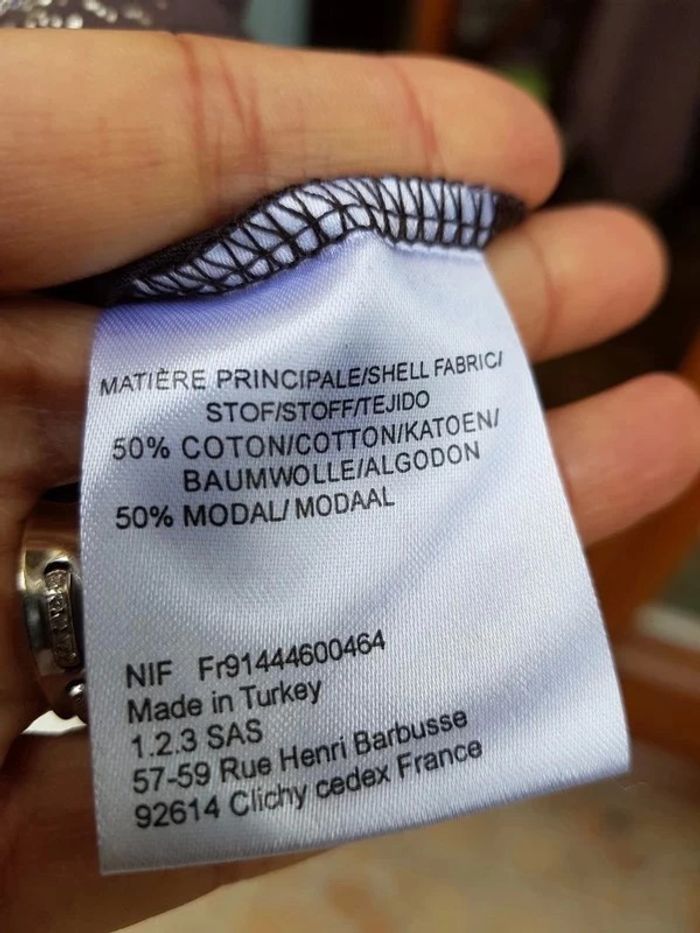 MATIÈRE PRINCIPALE/SHELL FABRIC/
STOF/STOFF/TEJIDO
50% COTON/COTTON/KATOEN/
BAUMWOLLE/ALGODON
50% MODAL/ MODAAL
NIF Fr91444600464
Made in Turkey
1.2.3 SAS
57-59 Rue Henri Barbusse
92614 Clichy cedex France